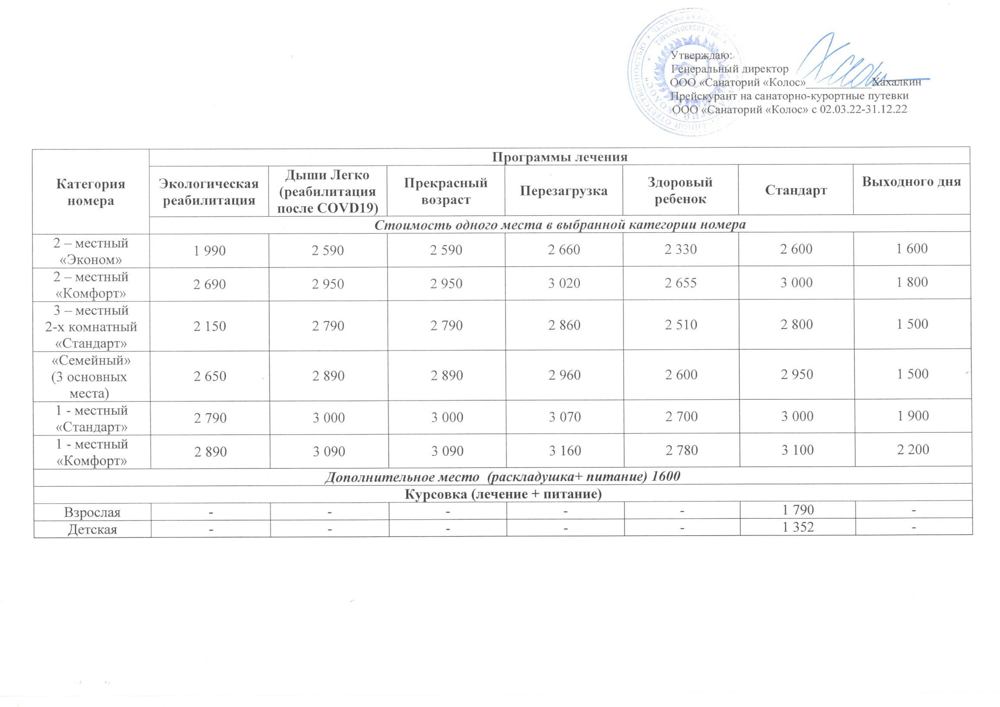 Утверждаю:
Генеральный директор
ООО «Санаторий «Колос»___________Хахалкин
Прейскурант на санаторно-курортные путевки
ООО «Санаторий «Колос» с 02.03.22-31.12.22
ОГРН 1024301003462
Категория
номера
Программы лечения
Экологическая
реабилитация
Дыши Легко
(реабилитация
после COVD19)
Прекрасный
возраст
Перезагрузка
Здоровый
ребенок
Стандарт
Выходного дня
Стоимость одного места в выбранной категории номера
2 – местный
«Эконом»
1 990 2 590 2 590 2 660 2 330 2 600 1 600
2 – местный
«Комфорт»
2 690 2 950 2 950 3 020 2 655 3 000 1 800
3 – местный
2-х комнатный
«Стандарт»
2 150 2 790 2 790 2 860 2 510 2 800 1 500
«Семейный»
(3 основных
места)
2 650 2 890 2 890 2 960 2 600 2 950 1 500
1 - местный
«Стандарт»
2 790 3 000 3 000 3 070 2 700 3 000 1 900
1 - местный
«Комфорт»
2 890 3 090 3 090 3 160 2 780 3 100 2 200
Дополнительное место (раскладушка+ питание) 1600
Курсовка (лечение + питание)
Взрослая - - - - - 1 790 -
Детская - - - - - 1 352 -